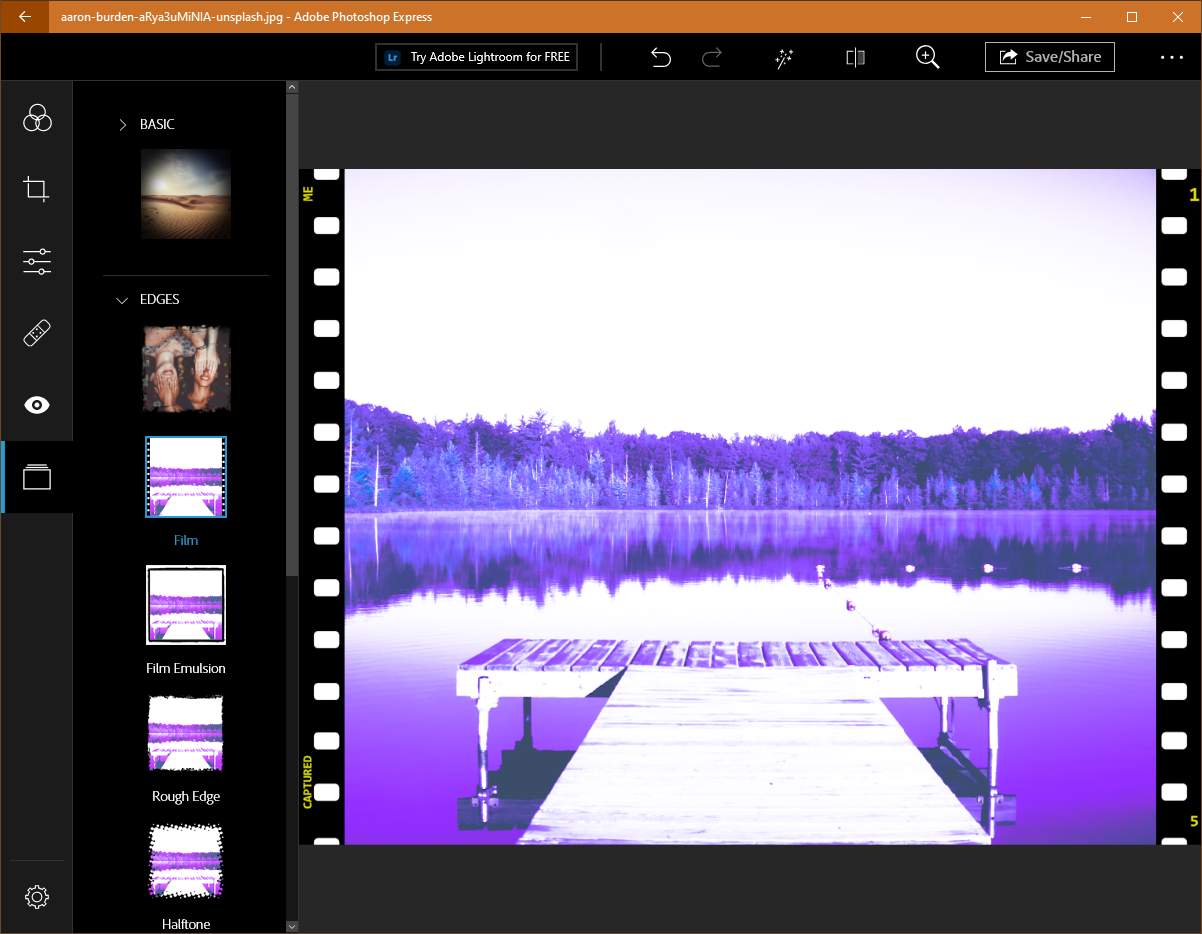 aaron-burden-aRya3uMiNIA-unsplash.jpg - Adobe Photoshop Express
Lr Try Adobe Lightroom for FREE
Save/Share
BASIC
EDGES
Film
Film Emulsion
Rough Edge
Halftone
ME
CAPTURED
1
5